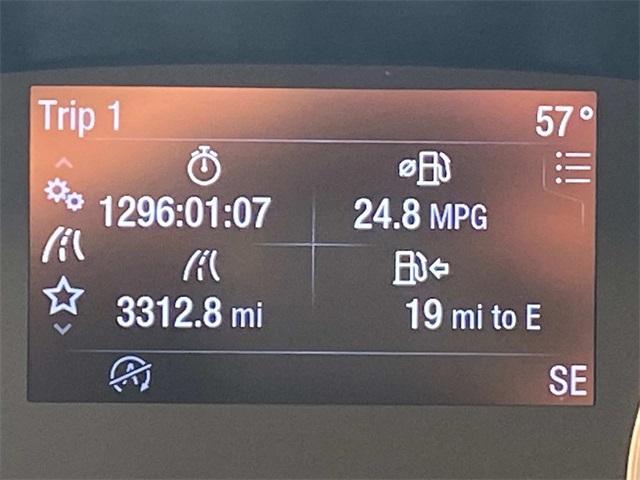 Trip 1 57°
1296:01:07 24.8 MPG
3312.8 mi 19 mi to E
SE